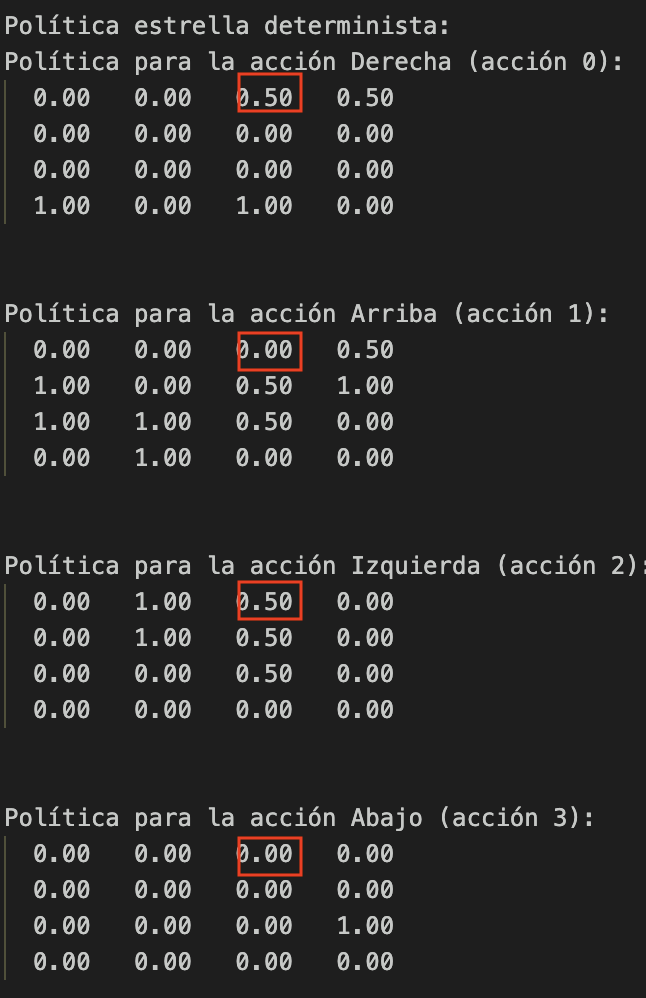 Política estrella determinista:
Política para la acción Derecha (acción 0):
0.00 0.00 0.50 0.50
0.00 0.00 0.00 0.00
0.00 0.00 0.00 0.00
1.00 0.00 1.00 0.00
Política para la acción Arriba (acción 1):
0.00 0.00 0.00 0.50
1.00 0.00 0.50 1.00
1.00 1.00 0.50 0.00
0.00 1.00 0.00 0.00
Política para la acción Izquierda (acción 2):
0.00 1.00 0.50 0.00
0.00 1.00 0.50 0.00
0.00 0.00 0.50 0.00
0.00 0.00 0.00 0.00
Política para la acción Abajo (acción 3):
0.00 0.00 0.00 0.00
0.00 0.00 0.00 0.00
0.00 0.00 0.00 1.00
0.00 0.00 0.00 0.00